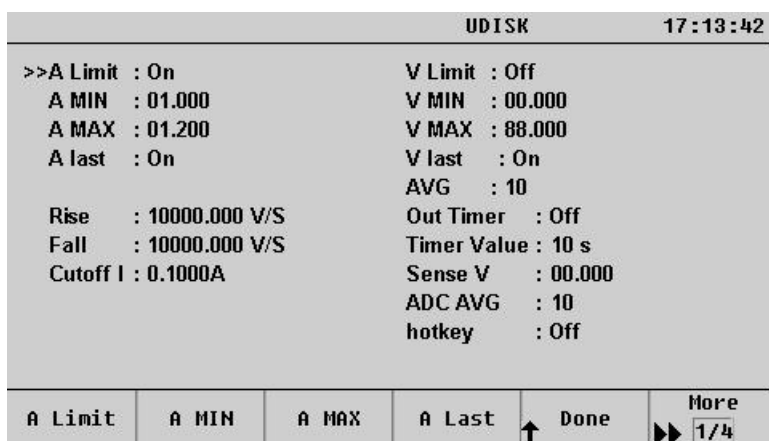 UDISK 17:13:42
>>A Limit : On
A MIN : 01.000
A MAX : 01.200
A last : On
Rise : 10000.000 V/S
Fall : 10000.000 V/S
Cutoff I : 0.1000A
V Limit : Off
V MIN : 00.000
V MAX : 88.000
V last : On
AVG : 10
Out Timer : Off
Timer Value : 10 s
Sense V : 00.000
ADC AVG : 10
hotkey : Off
A Limit A MIN A MAX A Last Done More
1/4